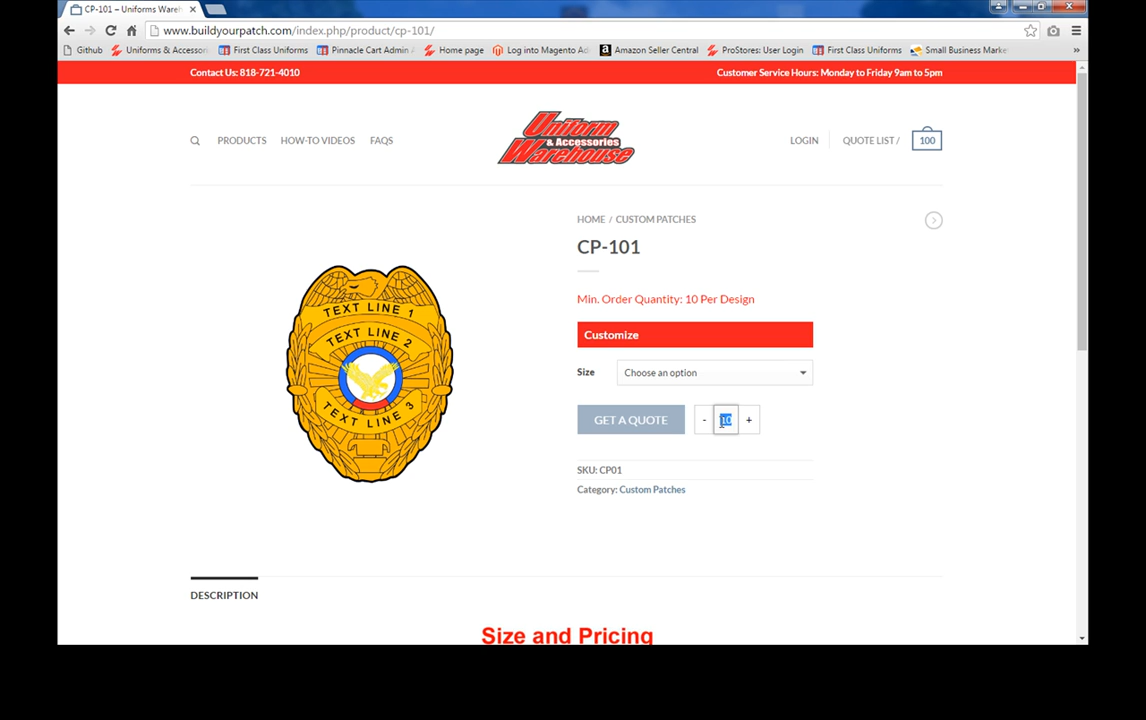 CP-101 – Uniforms Wareh
www.buildyourpatch.com/index.php/product/cp-101/
Github
Uniforms & Accessori
First Class Uniforms
Pinnacle Cart Admin
Home page
Log into Magento Ad
Amazon Seller Central
ProStores: User Login
First Class Uniforms
Small Business Marke
»
Contact Us: 818-721-4010
Customer Service Hours: Monday to Friday 9am to 5pm
PRODUCTS
HOW-TO VIDEOS
FAQS
Uniform
& Accessories
Warehouse
LOGIN
QUOTE LIST /
100
HOME / CUSTOM PATCHES
CP-101
Min. Order Quantity: 10 Per Design
Customize
Size
Choose an option
GET A QUOTE
- 10 +
SKU: CP01
Category: Custom Patches
TEXT LINE 1
TEXT LINE 2
TEXT LINE 3
DESCRIPTION
Size and Pricing